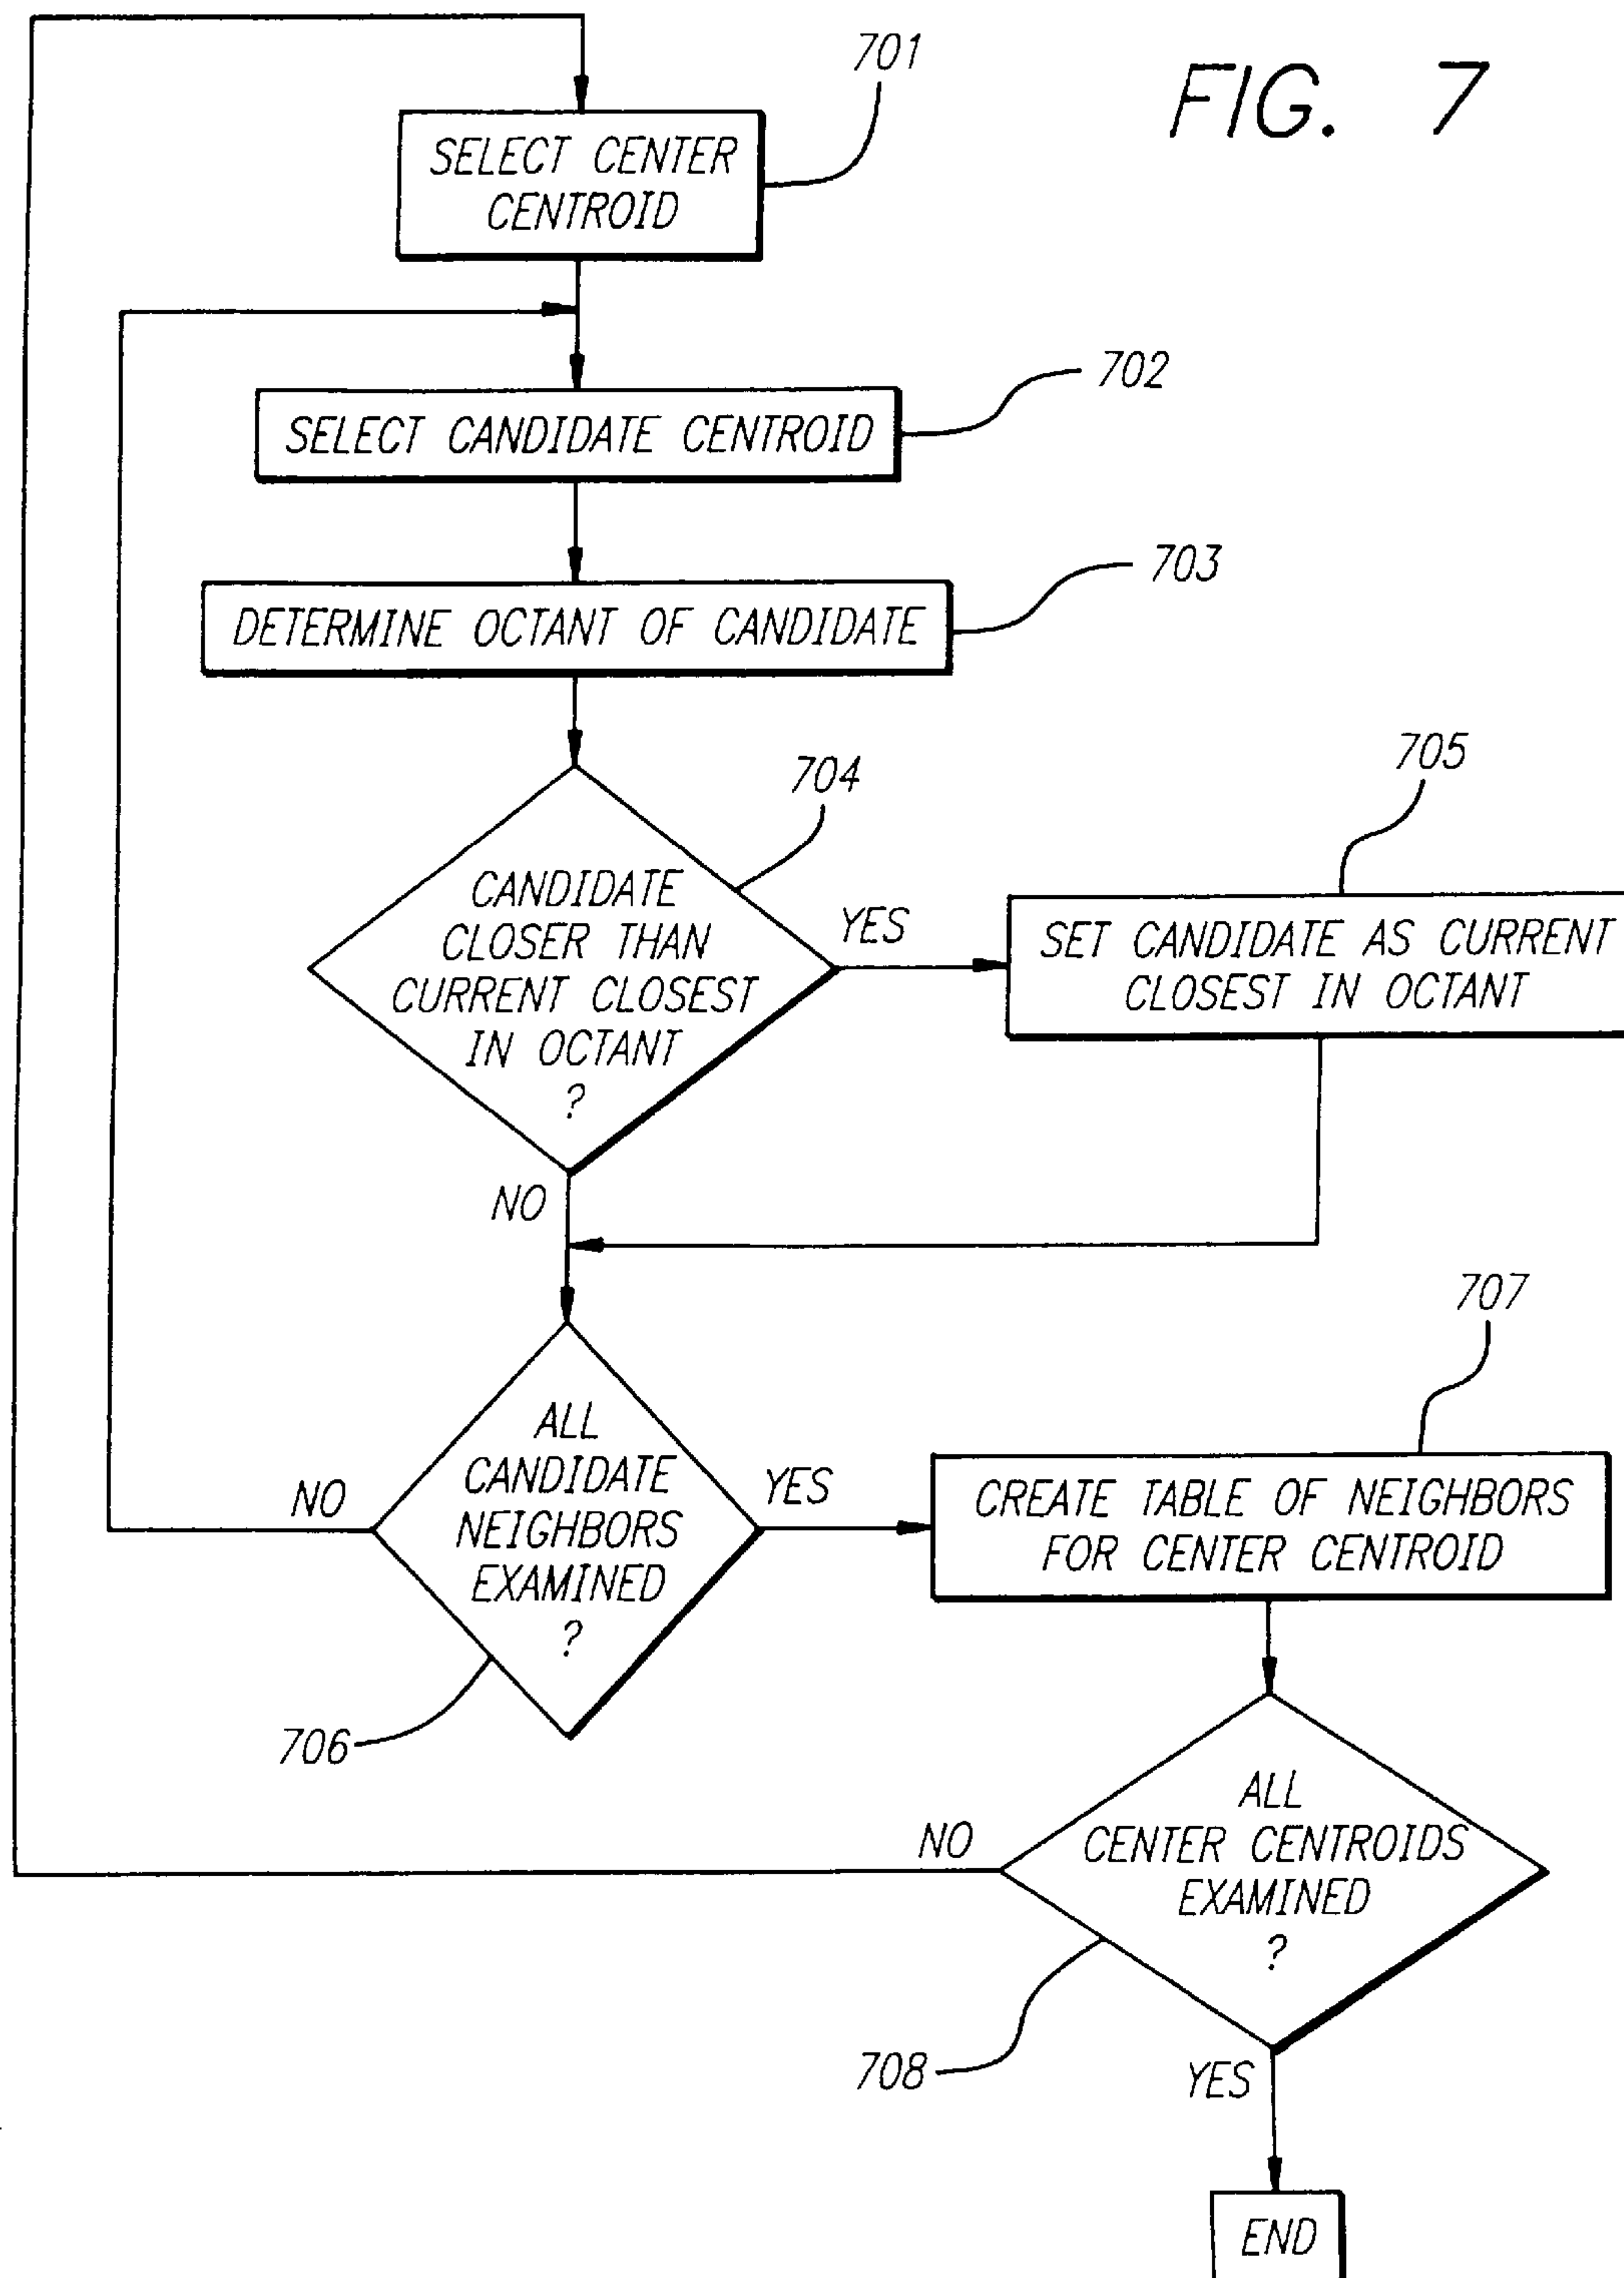 FIG. 7
701
SELECT CENTER
CENTROID
702
SELECT CANDIDATE CENTROID
703
DETERMINE OCTANT OF CANDIDATE
704
CANDIDATE
CLOSER THAN
CURRENT CLOSEST
IN OCTANT
?
YES
NO
705
SET CANDIDATE AS CURRENT
CLOSEST IN OCTANT
706
ALL
CANDIDATE
NEIGHBORS
EXAMINED
?
NO
YES
707
CREATE TABLE OF NEIGHBORS
FOR CENTER CENTROID
708
ALL
CENTER CENTROIDS
EXAMINED
?
NO
YES
END